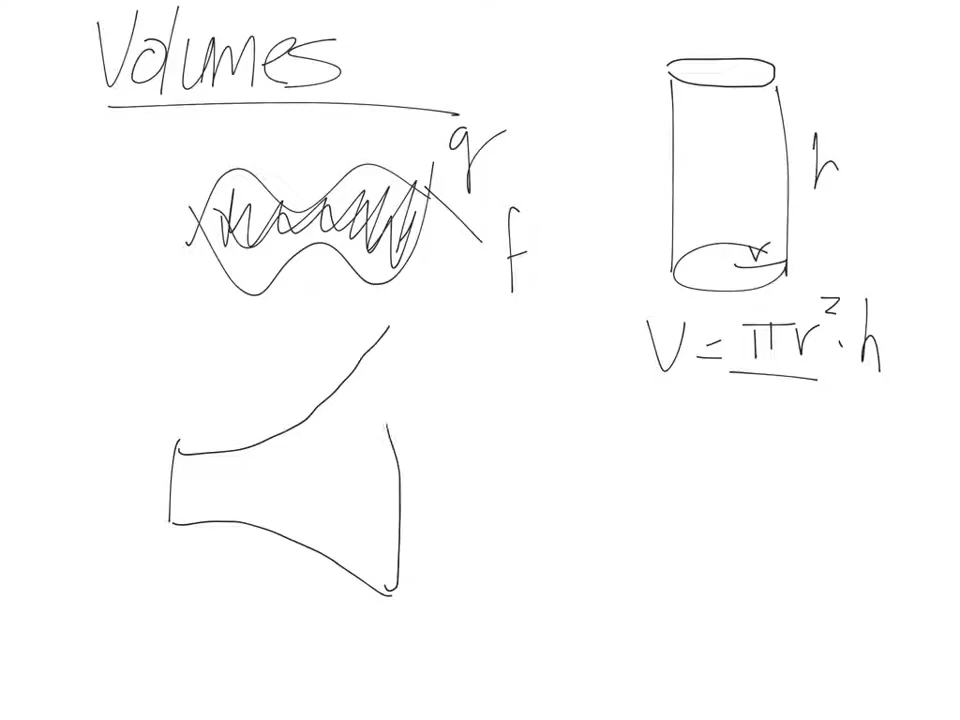 Volumes
g
f
h
r
V = πr² · h